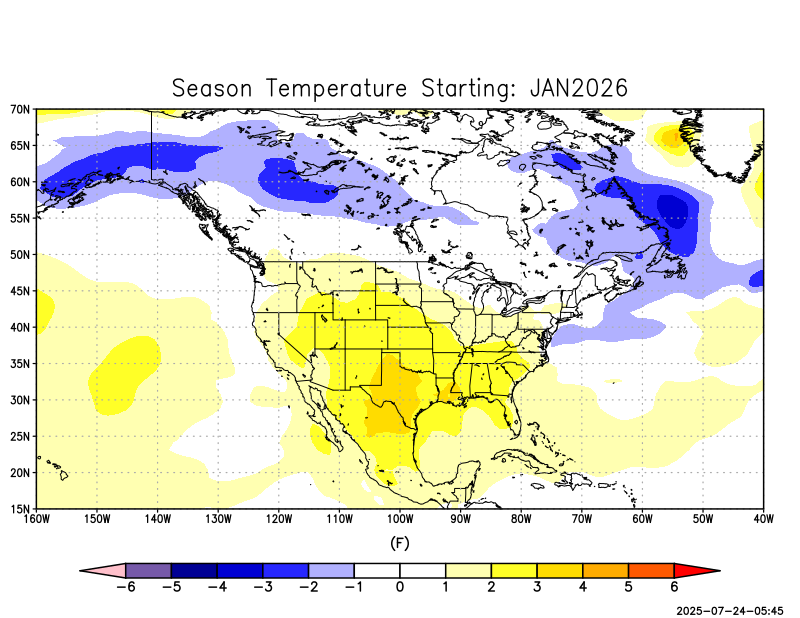 Season Temperature Starting: JAN2026
70N
65N
60N
55N
50N
45N
40N
35N
30N
25N
20N
15N
160W 150W 140W 130W 120W 110W 100W 90W 80W 70W 60W 50W 40W
(F)
−6 −5 −4 −3 −2 −1 0 1 2 3 4 5 6
2025-07-24-05:45